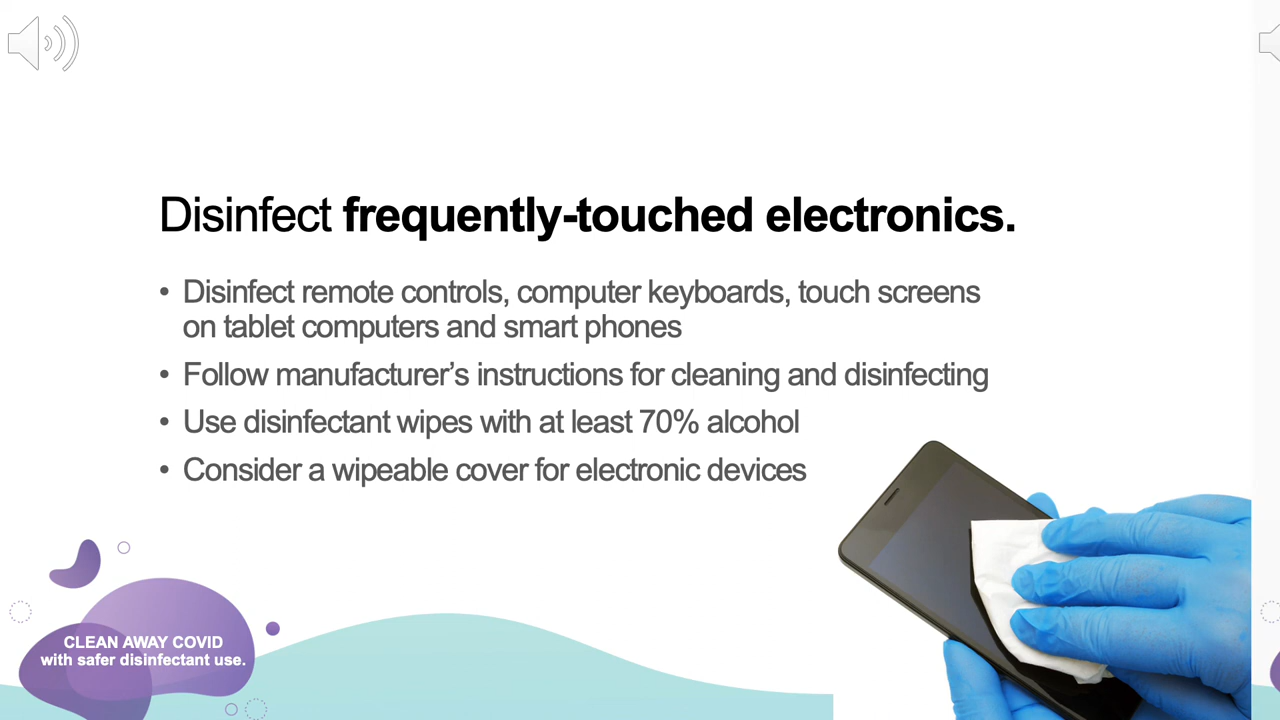 Disinfect frequently-touched electronics.
• Disinfect remote controls, computer keyboards, touch screens
on tablet computers and smart phones
• Follow manufacturer’s instructions for cleaning and disinfecting
• Use disinfectant wipes with at least 70% alcohol
• Consider a wipeable cover for electronic devices
CLEAN AWAY COVID
with safer disinfectant use.